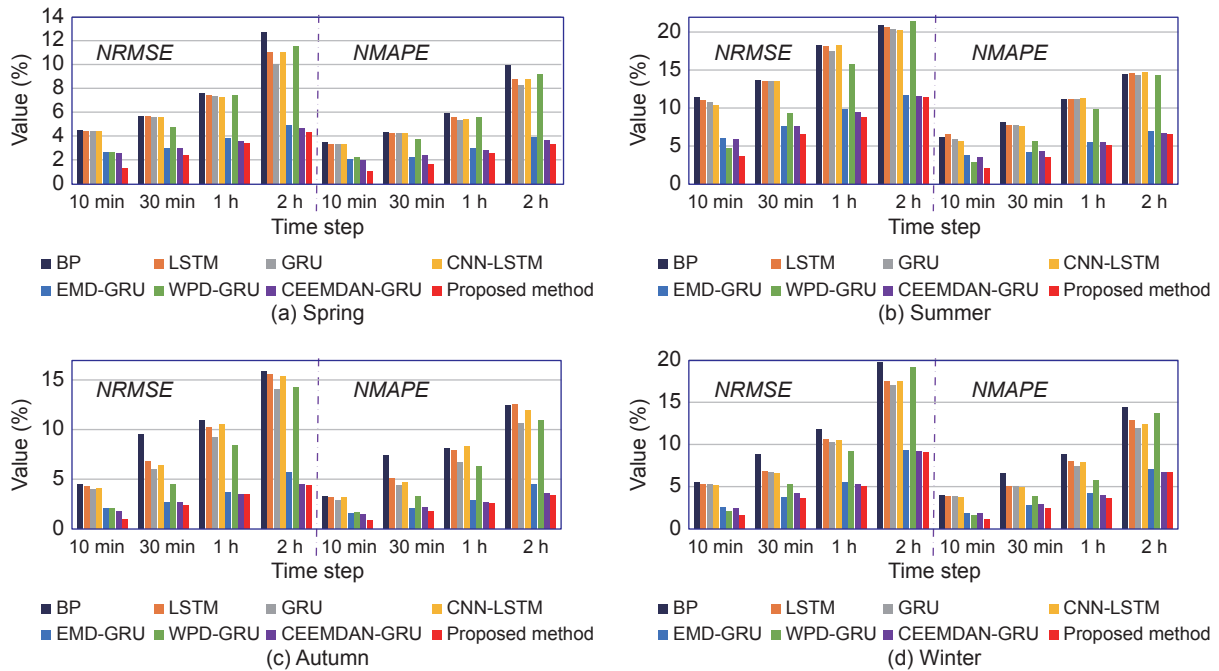 14
12
10
8
6
4
2
0
Value (%)
NRMSE
NMAPE
10 min 30 min 1 h 2 h 10 min 30 min 1 h 2 h
Time step
BP LSTM GRU CNN-LSTM
EMD-GRU WPD-GRU CEEMDAN-GRU Proposed method
(a) Spring
20
15
10
5
0
Value (%)
NRMSE
NMAPE
10 min 30 min 1 h 2 h 10 min 30 min 1 h 2 h
Time step
BP LSTM GRU CNN-LSTM
EMD-GRU WPD-GRU CEEMDAN-GRU Proposed method
(b) Summer
15
10
5
0
Value (%)
NRMSE
NMAPE
10 min 30 min 1 h 2 h 10 min 30 min 1 h 2 h
Time step
BP LSTM GRU CNN-LSTM
EMD-GRU WPD-GRU CEEMDAN-GRU Proposed method
(c) Autumn
20
15
10
5
0
Value (%)
NRMSE
NMAPE
10 min 30 min 1 h 2 h 10 min 30 min 1 h 2 h
Time step
BP LSTM GRU CNN-LSTM
EMD-GRU WPD-GRU CEEMDAN-GRU Proposed method
(d) Winter